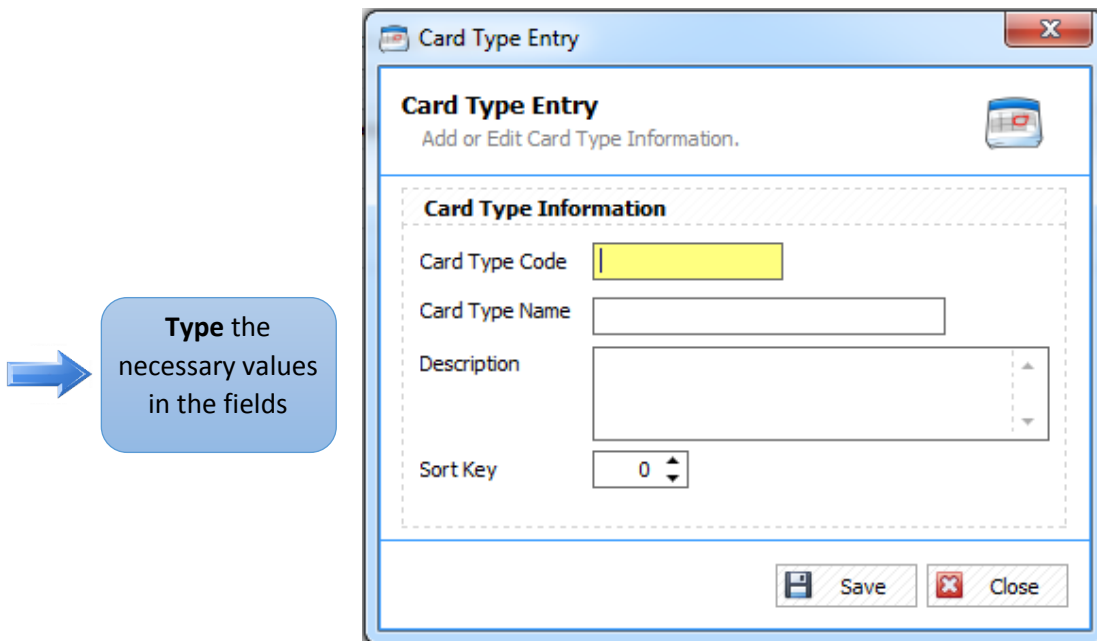 Card Type Entry
X
Card Type Entry
Add or Edit Card Type Information.
Card Type Information
Card Type Code
Card Type Name
Description
Sort Key
0
Type the
necessary values
in the fields
Save
Close